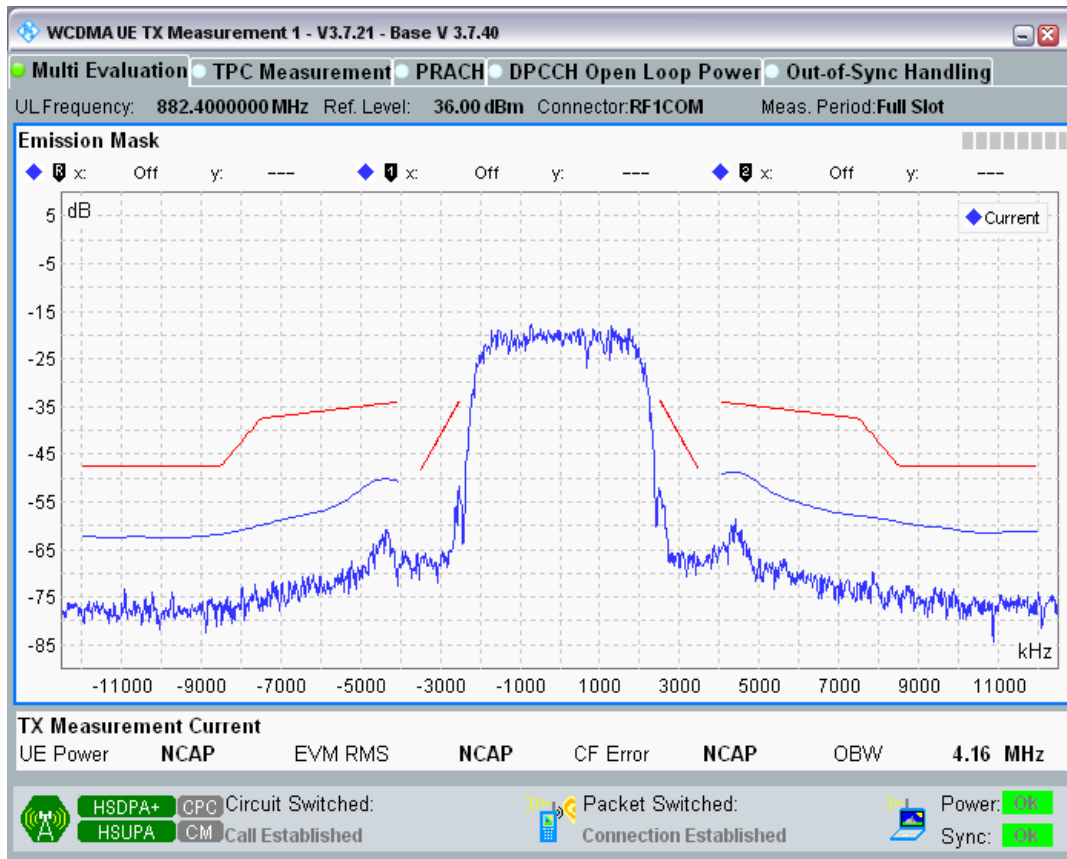 WCDMA UE TX Measurement 1 - V3.7.21 - Base V 3.7.40
Multi Evaluation TPC Measurement PRACH DPCCH Open Loop Power Out-of-Sync Handling
UL Frequency: 882.4000000 MHz Ref. Level: 36.00 dBm Connector:RF1COM Meas. Period:Full Slot
Emission Mask
R x: Off y: --- 1 x: Off y: --- 2 x: Off y: ---
dB
Current
5
-5
-15
-25
-35
-45
-55
-65
-75
-85
kHz
-11000 -9000 -7000 -5000 -3000 -1000 1000 3000 5000 7000 9000 11000
TX Measurement Current
UE Power NCAP EVM RMS NCAP CF Error NCAP OBW 4.16 MHz
HSDPA+ CPC Circuit Switched: Packet Switched: Power: Ok
HSUPA CM Call Established Connection Established Sync: Ok